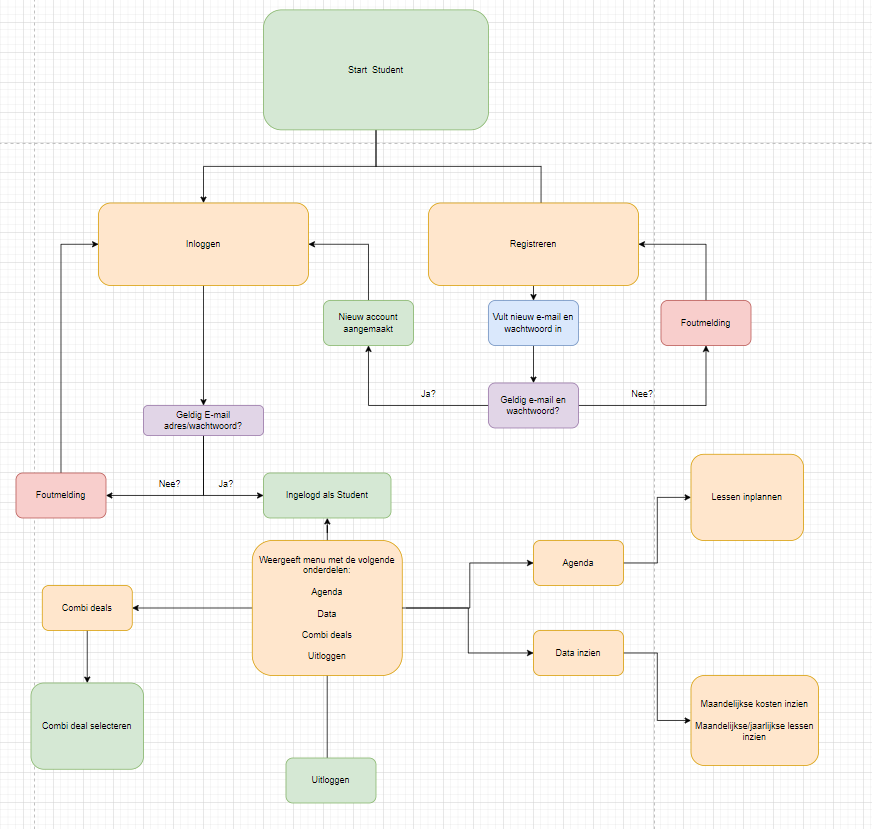 Start  Student
Inloggen
Registreren
Nieuw account
aangemaakt
Vult nieuw e-mail en
wachtwoord in
Foutmelding
Ja?
Nee?
Geldig e-mail en
wachtwoord?
Geldig E-mail
adres/wachtwoord?
Nee?
Ja?
Foutmelding
Ingelogd als Student
Lessen inplannen
Weergeeft menu met de volgende
onderdelen:
Agenda
Data
Combi deals
Uitloggen
Agenda
Combi deals
Data inzien
Combi deal selecteren
Maandelijkse kosten inzien
Maandelijkse/jaarlijkse lessen
inzien
Uitloggen